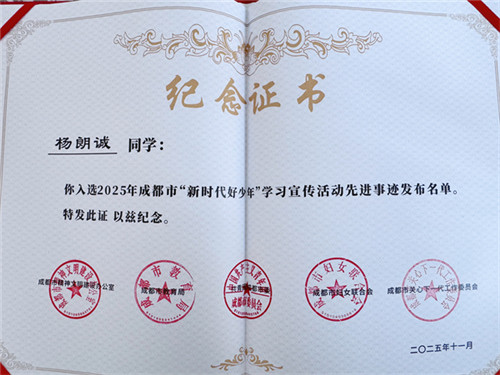 纪念证书
杨朗诚 同学：
你入选2025年成都市“新时代好少年”学习宣传活动先进事迹发布名单。
特发此证 以兹纪念。
成都市精神文明建设办公室 成都市教育局 成都市妇女联合会 成都市关心下一代工作委员会
二〇二五年十一月